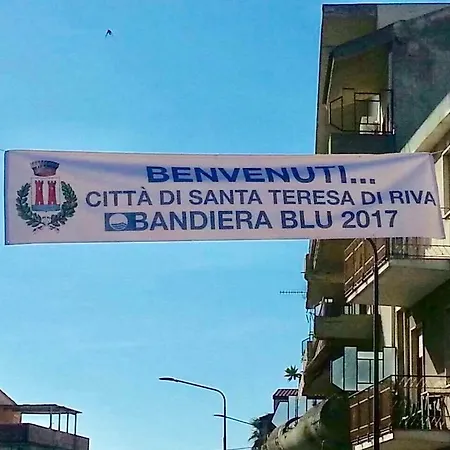 BENVENUTI...
CITTÀ DI SANTA TERESA DI RIVA
BANDIERA BLU 2017